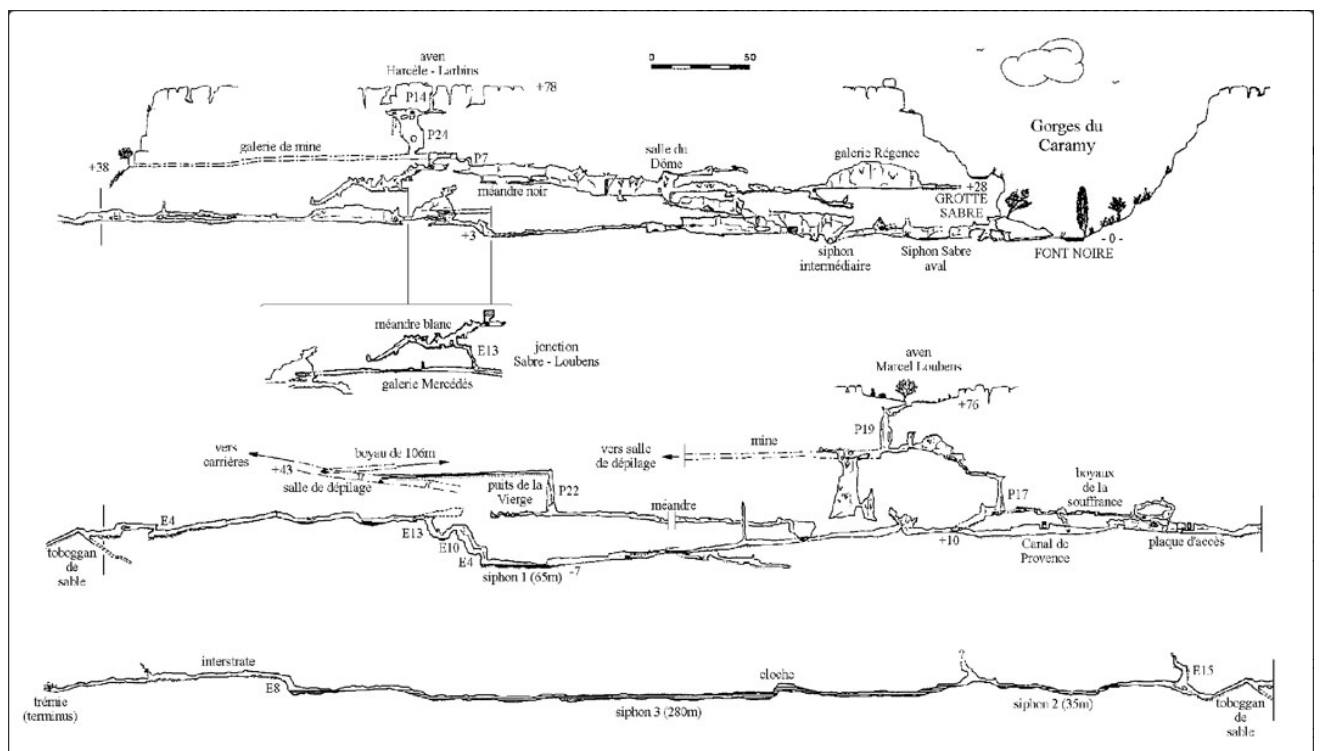 0 50
aven
Harcèle - Larbins
+78
P14
P24
galerie de mine
P7
+38
méandre noir
salle du
Dôme
galerie Régence
Gorges du
Caramy
+28
GROTTE
SABRE
+3
siphon
intermédiaire
Siphon Sabre
aval
FONT NOIRE
- 0 -
méandre blanc
E13
jonction
Sabre - Loubens
galerie Mercédés
aven
Marcel Loubens
+76
P19
vers
carrières
+43
boyau de 106m
salle de dépilage
puits de la
Vierge
P22
vers salle
de dépilage
mine
méandre
P17
boyaux
de la
souffrance
E4
toboggan
de
sable
E13
E10
E4
siphon 1 (65m)
-7
+10
Canal de
Provence
plaque d'accès
trémie
(terminus)
interstrate
E8
siphon 3 (280m)
cloche
?
siphon 2 (35m)
E15
toboggan
de
sable